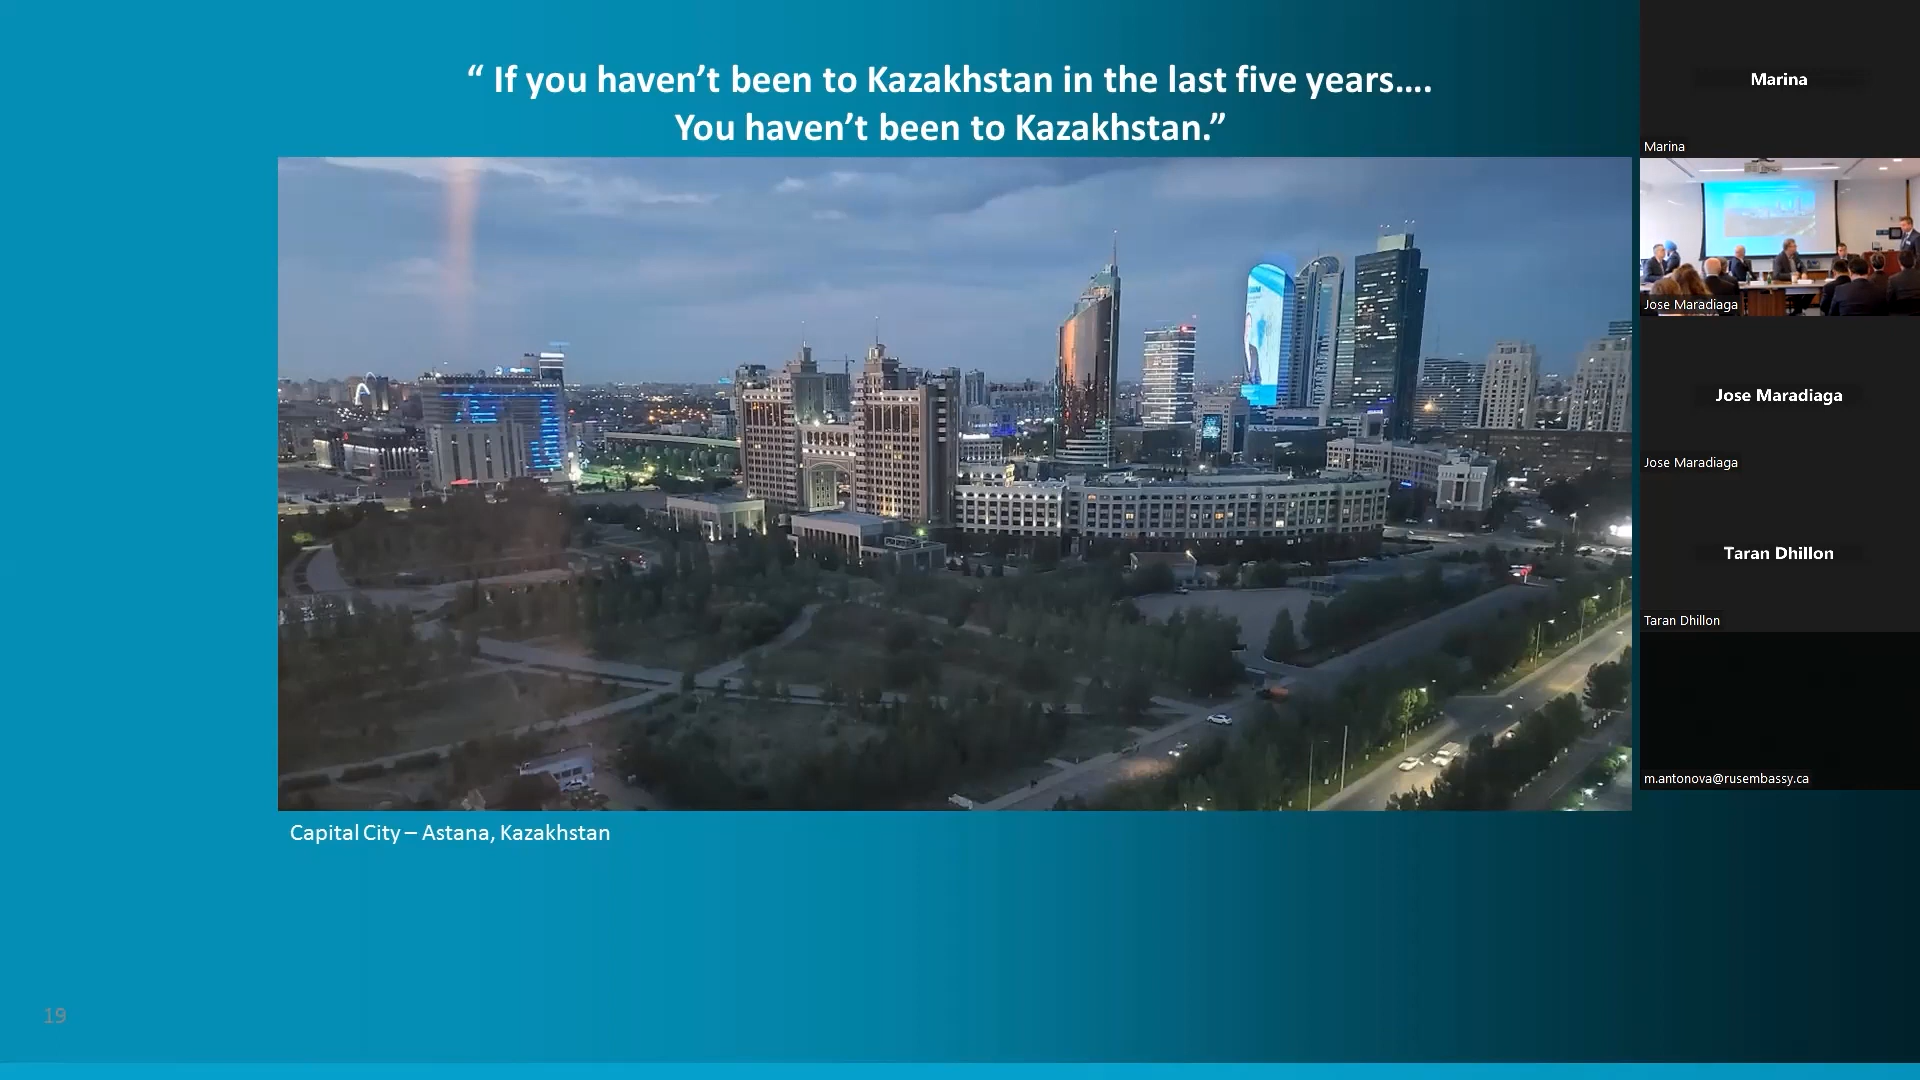 “ If you haven’t been to Kazakhstan in the last five years....
You haven’t been to Kazakhstan.”
Capital City – Astana, Kazakhstan
19
Marina
Marina
Jose Maradiaga
Jose Maradiaga
Jose Maradiaga
Taran Dhillon
Taran Dhillon
m.antonova@rusembassy.ca